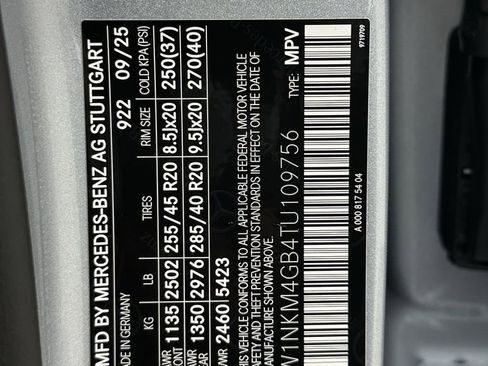 MFD BY MERCEDES-BENZ AG STUTTGART
MADE IN GERMANY 922 09/25
KG LB TIRES RIM SIZE COLD KPA(PSI)
1135 2502 255/45 R20 8.5Jx20 250(37)
1350 2976 285/40 R20 9.5Jx20 270(40)
2460 5423
THIS VEHICLE CONFORMS TO ALL APPLICABLE FEDERAL MOTOR VEHICLE
SAFETY AND THEFT PREVENTION STANDARDS IN EFFECT ON THE DATE OF
MANUFACTURE SHOWN ABOVE. TYPE: MPV
W1NKM4GB4TU109756
A 000 817 54 04
9719709